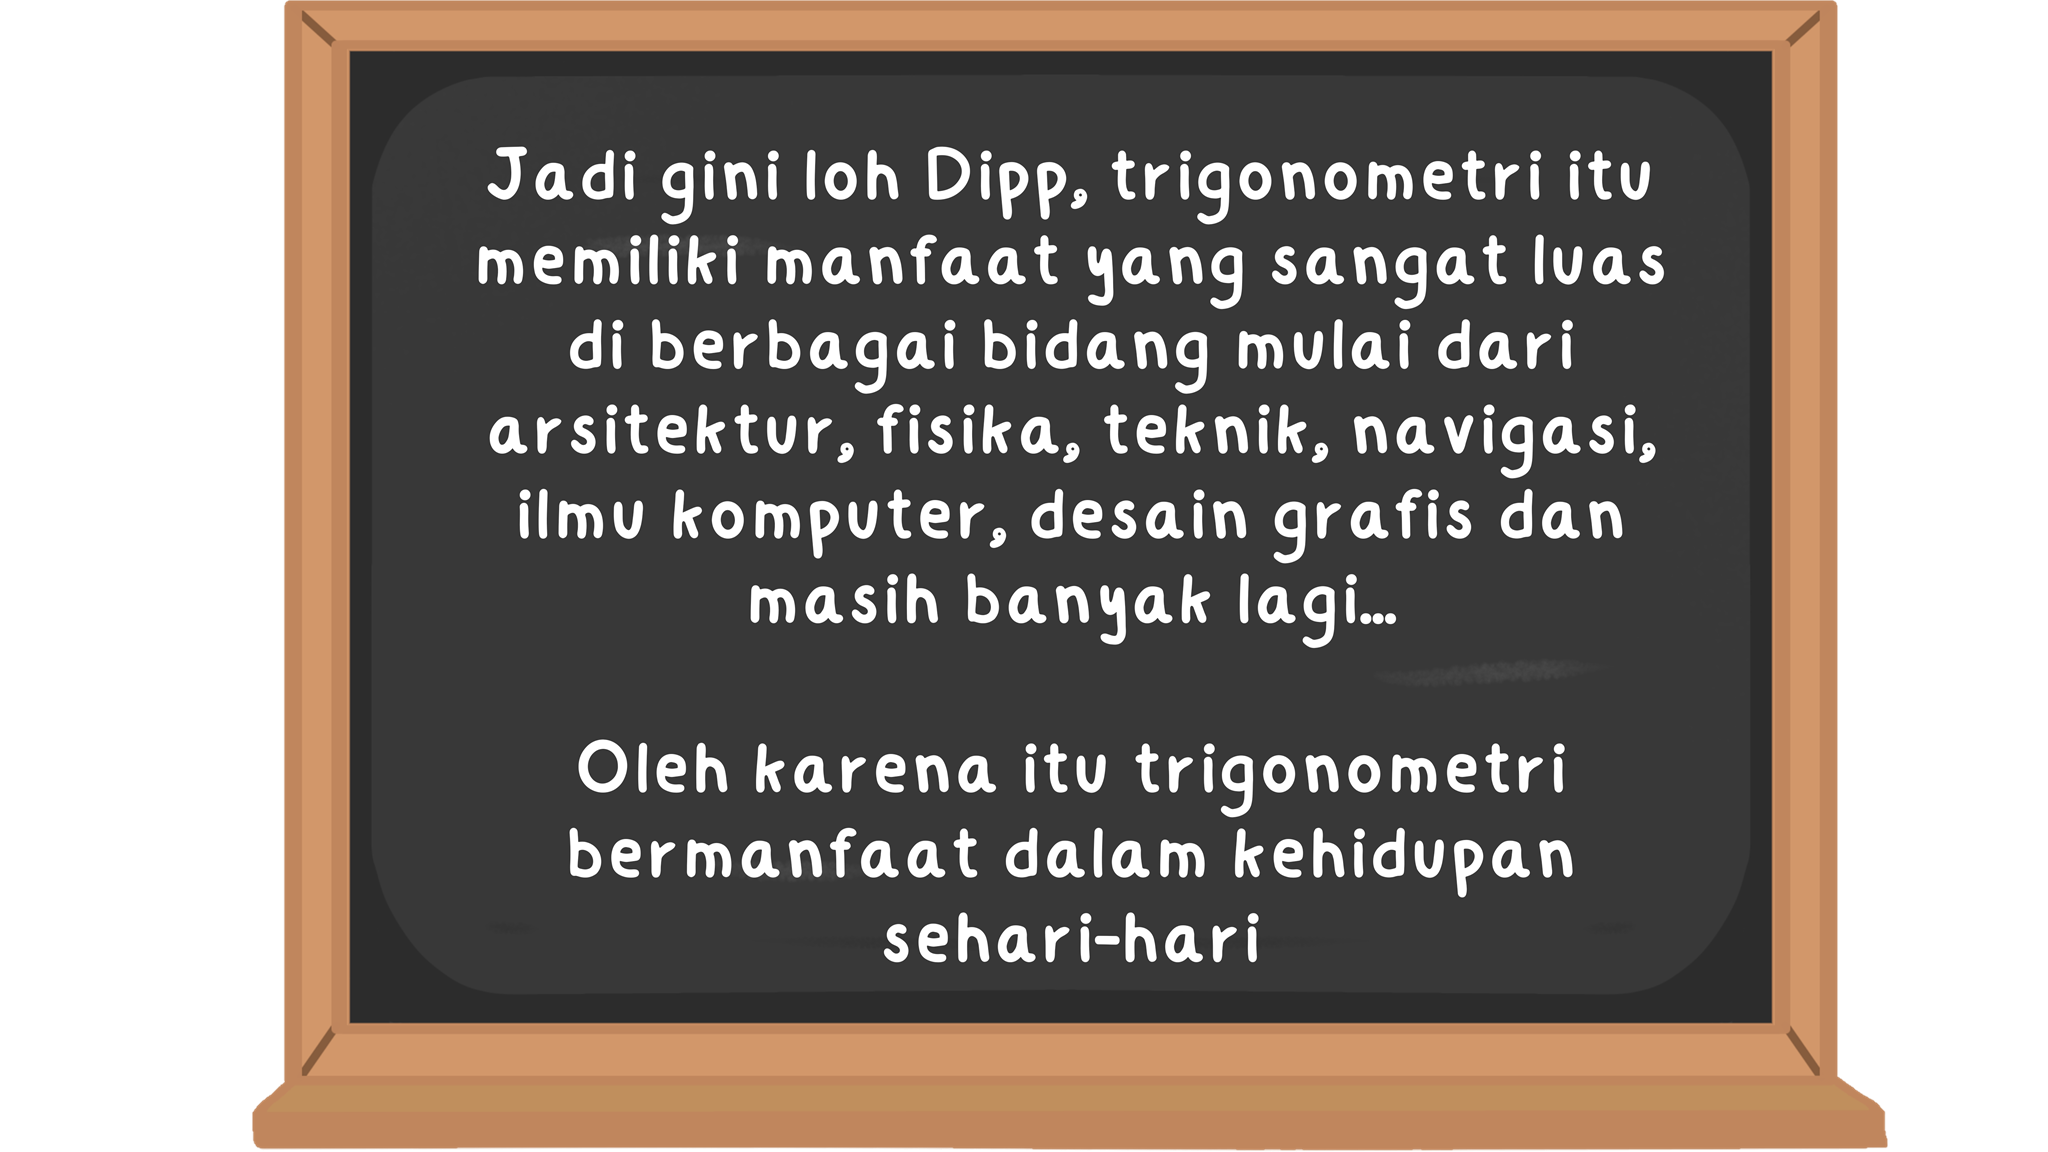 Jadi gini loh Dipp, trigonometri itu
memiliki manfaat yang sangat luas
di berbagai bidang mulai dari
arsitektur, fisika, teknik, navigasi,
ilmu komputer, desain grafis dan
masih banyak lagi...
Oleh karena itu trigonometri
bermanfaat dalam kehidupan
sehari-hari